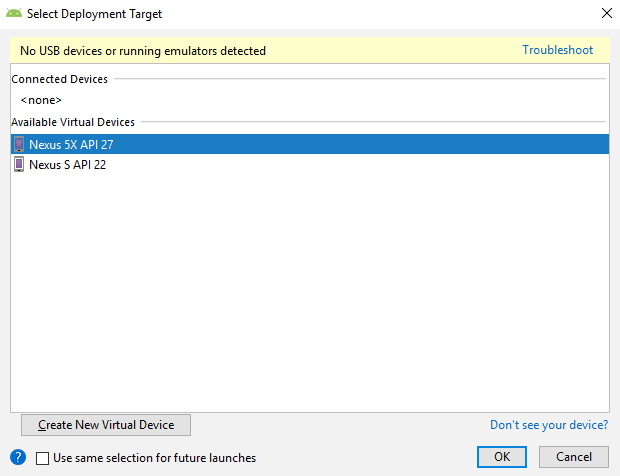 Select Deployment Target
No USB devices or running emulators detected Troubleshoot
Connected Devices
<none>
Available Virtual Devices
Nexus 5X API 27
Nexus S API 22
Create New Virtual Device Don't see your device?
? Use same selection for future launches OK Cancel